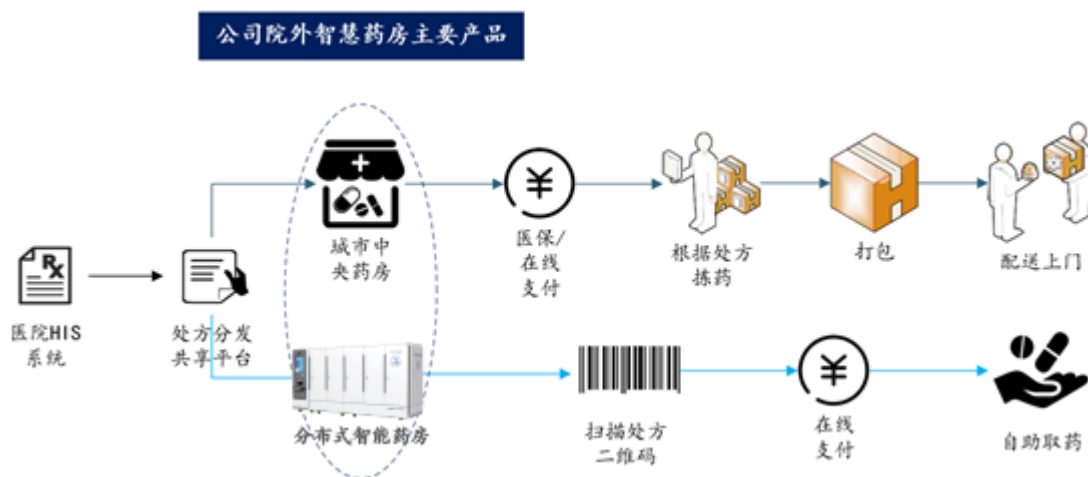 公司院外智慧药房主要产品
城市中
央药房
医保/
在线
支付
根据处方
拣药
打包
配送上门
医院HIS
系统
处方分发
共享平台
分布式智能药房
扫描处方
二维码
在线
支付
自助取药